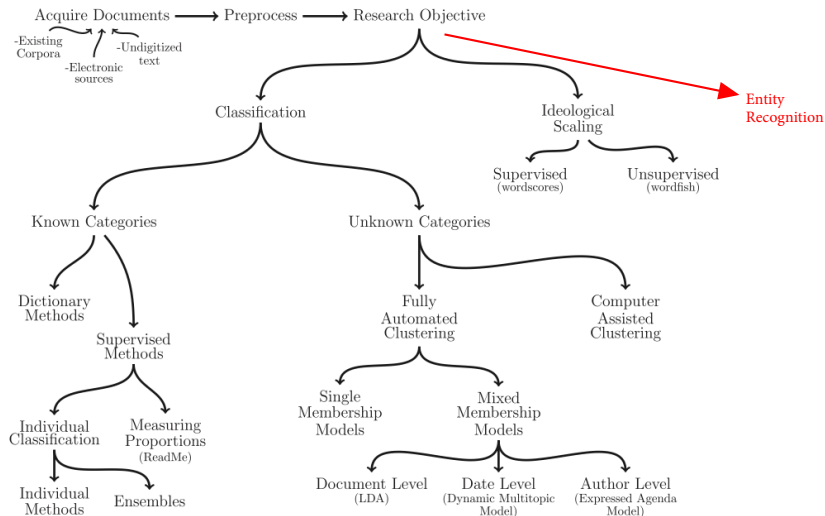 Acquire Documents
Preprocess
Research Objective
-Existing
Corpora
-Electronic
sources
-Undigitized
text
Entity
Recognition
Classification
Ideological
Scaling
Supervised
(wordscores)
Unsupervised
(wordfish)
Known Categories
Unknown Categories
Dictionary
Methods
Supervised
Methods
Fully
Automated
Clustering
Computer
Assisted
Clustering
Individual
Classification
Measuring
Proportions
(ReadMe)
Single
Membership
Models
Mixed
Membership
Models
Individual
Methods
Ensembles
Document Level
(LDA)
Date Level
(Dynamic Multitopic
Model)
Author Level
(Expressed Agenda
Model)